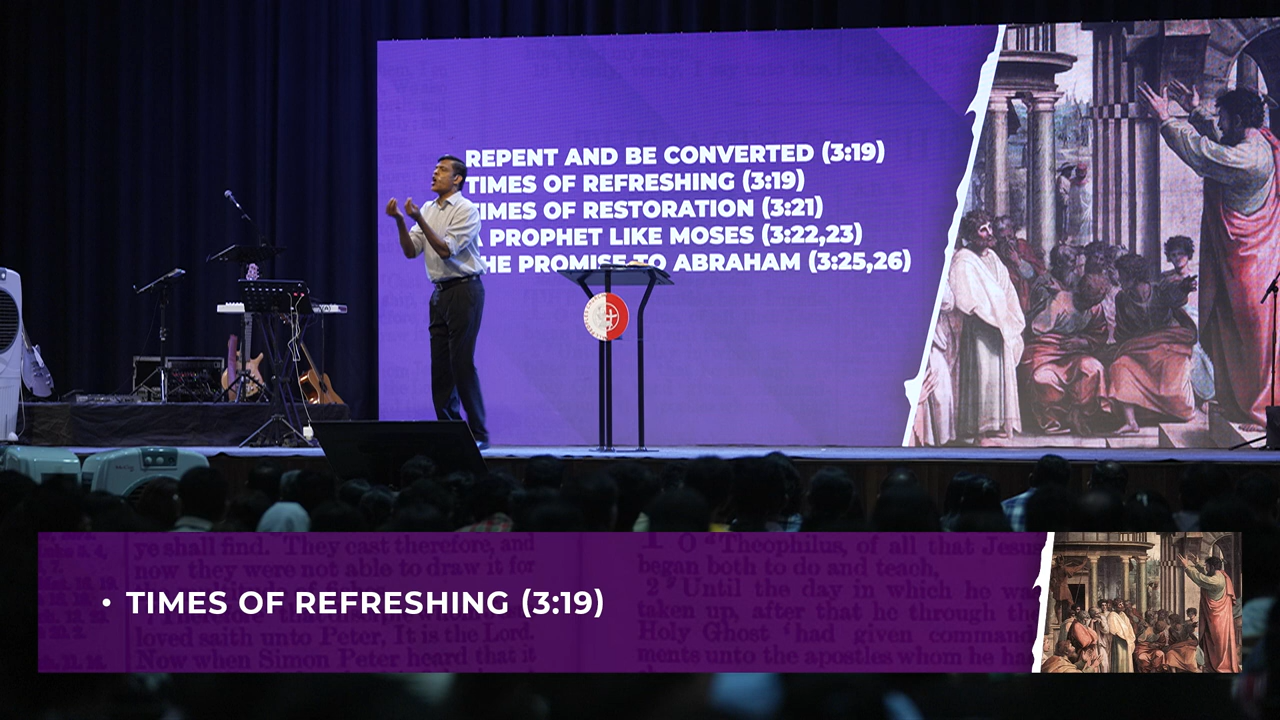 REPENT AND BE CONVERTED (3:19)
TIMES OF REFRESHING (3:19)
TIMES OF RESTORATION (3:21)
A PROPHET LIKE MOSES (3:22,23)
THE PROMISE TO ABRAHAM (3:25,26)
ye shall find. They cast therefore, and
now they were not able to draw it for
• TIMES OF REFRESHING (3:19)
loved saith unto Peter, It is the Lord.
Now when Simon Peter heard that it
1 O Theophilus, of all that Jesus
began both to do and teach,
2 Until the day in which he was
taken up, after that he through the
Holy Ghost had given command
ments unto the apostles whom he had